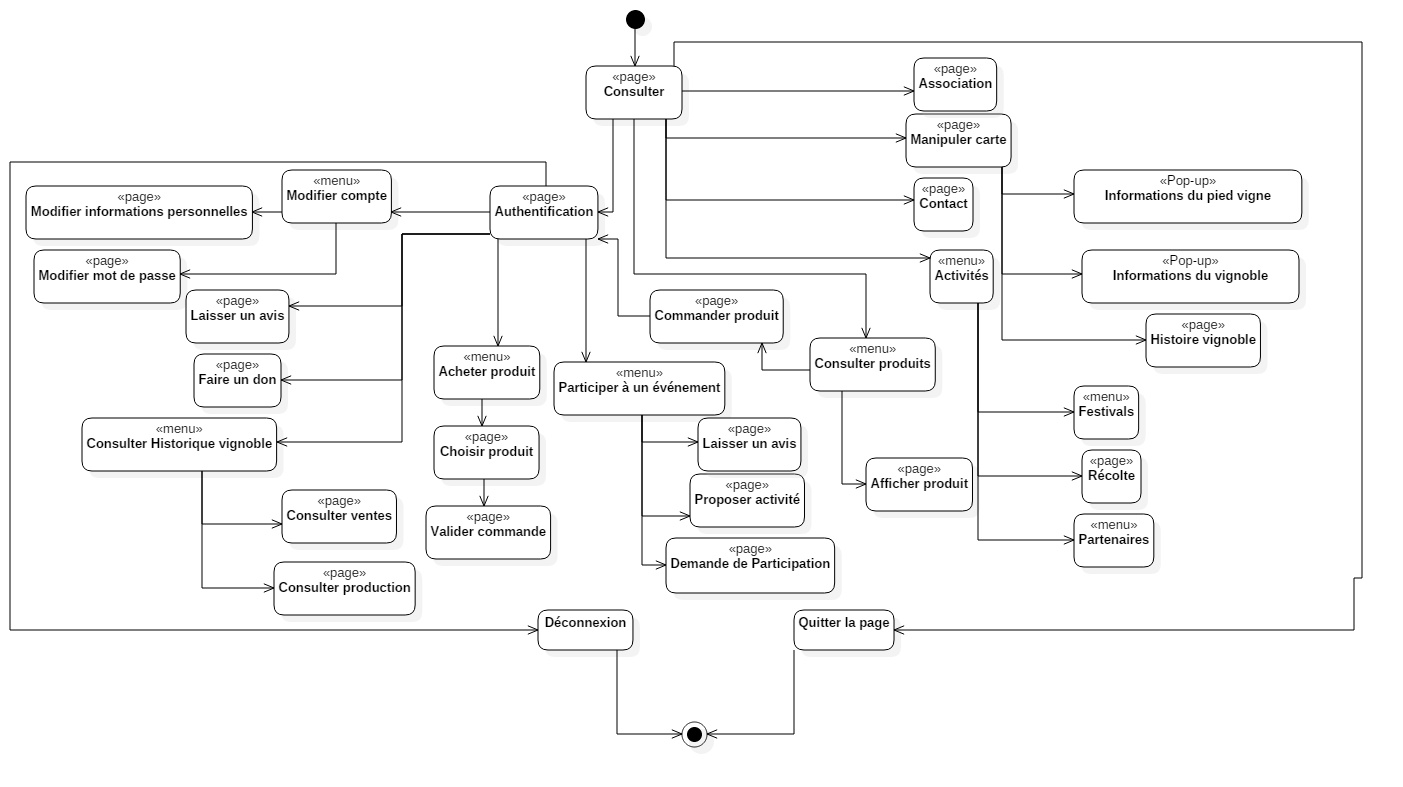 «page»
Consulter
«page»
Association
«page»
Manipuler carte
«menu»
Modifier compte
«page»
Modifier informations personnelles
«page»
Authentification
«page»
Contact
«Pop-up»
Informations du pied vigne
«page»
Modifier mot de passe
«menu»
Activités
«Pop-up»
Informations du vignoble
«page»
Laisser un avis
«page»
Commander produit
«page»
Histoire vignoble
«page»
Faire un don
«menu»
Acheter produit
«menu»
Participer à un événement
«menu»
Consulter produits
«menu»
Festivals
«menu»
Consulter Historique vignoble
«page»
Choisir produit
«page»
Laisser un avis
«page»
Afficher produit
«page»
Récolte
«page»
Proposer activité
«page»
Consulter ventes
«page»
Valider commande
«menu»
Partenaires
«page»
Demande de Participation
«page»
Consulter production
Déconnexion
Quitter la page